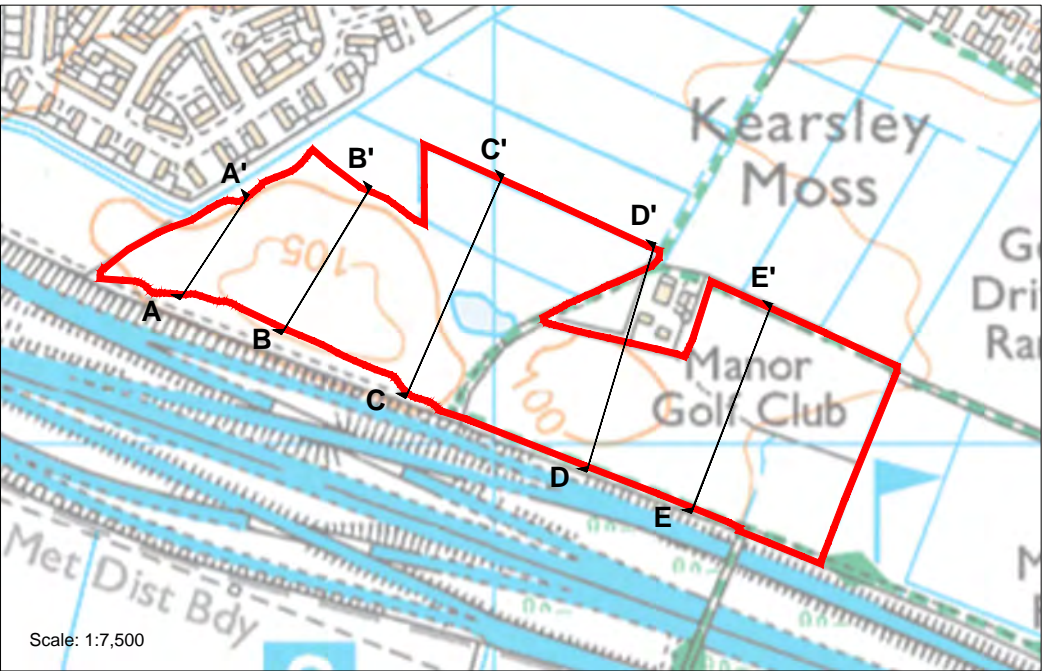 Kearsley
Moss
C'
B'
A'
D'
105
E'
A
B
Manor
100
Golf Club
C
D
E
Met Dist Bdy
Scale: 1:7,500